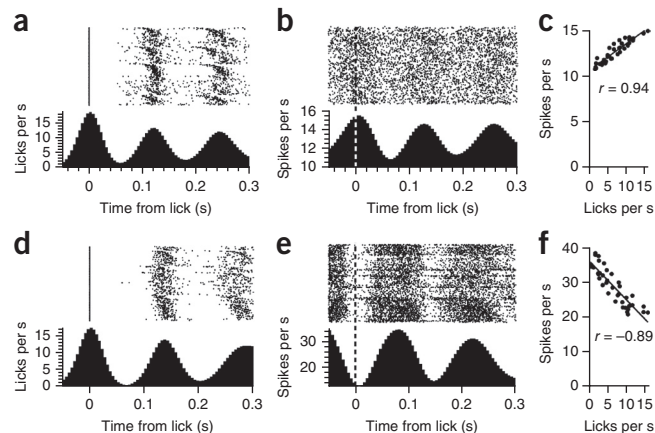 a
Licks per s
15
10
5
0
0
0.1
0.2
0.3
Time from lick (s)
b
Spikes per s
16
14
12
10
0
0.1
0.2
0.3
Time from lick (s)
c
Spikes per s
15
10
5
0
r = 0.94
0 5 10 15
Licks per s
d
Licks per s
15
10
5
0
0
0.1
0.2
0.3
Time from lick (s)
e
Spikes per s
30
20
0
0.1
0.2
0.3
Time from lick (s)
f
Spikes per s
40
30
20
10
0
r = −0.89
0 5 10 15
Licks per s